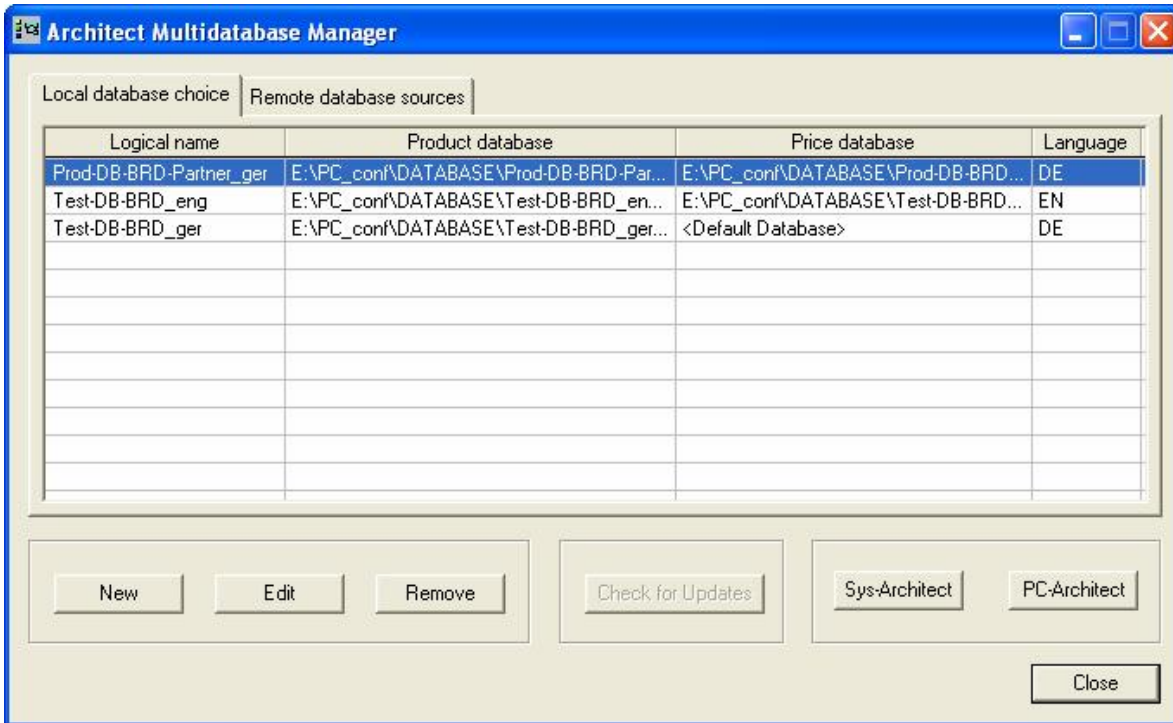 Architect Multidatabase Manager
Local database choice Remote database sources
Logical name Product database Price database Language
Prod-DB-BRD-Partner_ger E:\PC_conf\DATABASE\Prod-DB-BRD-Par... E:\PC_conf\DATABASE\Prod-DB-BRD... DE
Test-DB-BRD_eng E:\PC_conf\DATABASE\Test-DB-BRD_en... E:\PC_conf\DATABASE\Test-DB-BRD... EN
Test-DB-BRD_ger E:\PC_conf\DATABASE\Test-DB-BRD_ger... <Default Database> DE
New Edit Remove Check for Updates Sys-Architect PC-Architect
Close